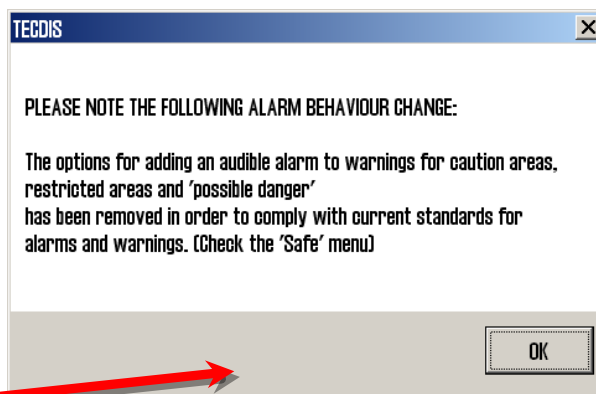 TECDIS
PLEASE NOTE THE FOLLOWING ALARM BEHAVIOUR CHANGE:
The options for adding an audible alarm to warnings for caution areas,
restricted areas and 'possible danger'
has been removed in order to comply with current standards for
alarms and warnings. (Check the 'Safe' menu)
OK